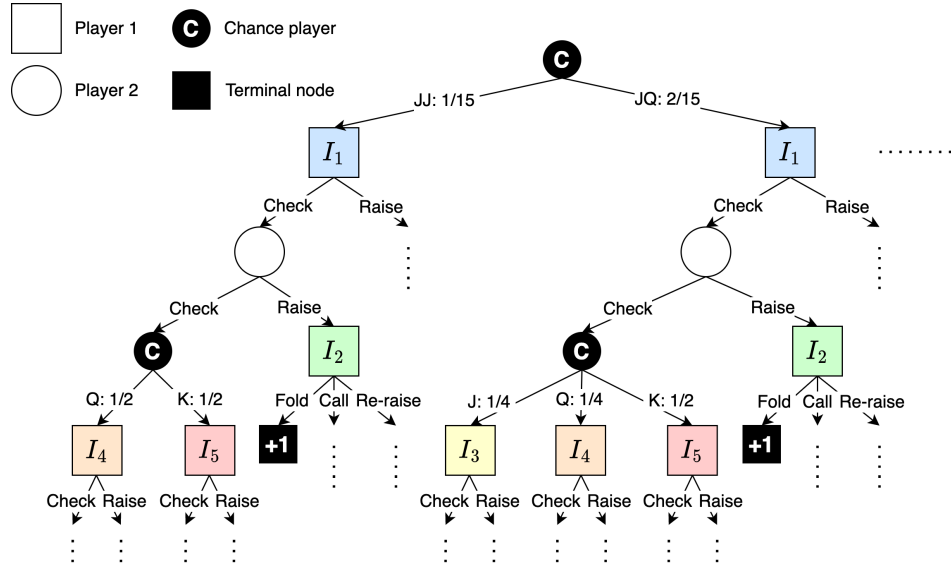 Player 1
C
Chance player
Player 2
Terminal node
C
JJ: 1/15
JQ: 2/15
I₁
I₁
Check
Raise
Check
Raise
Check
Raise
Check
Raise
C
I₂
C
I₂
Q: 1/2
K: 1/2
Fold
Call
Re-raise
J: 1/4
Q: 1/4
K: 1/2
Fold
Call
Re-raise
I₄
I₅
+1
I₃
I₄
I₅
+1
Check
Raise
Check
Raise
Check
Raise
Check
Raise
Check
Raise